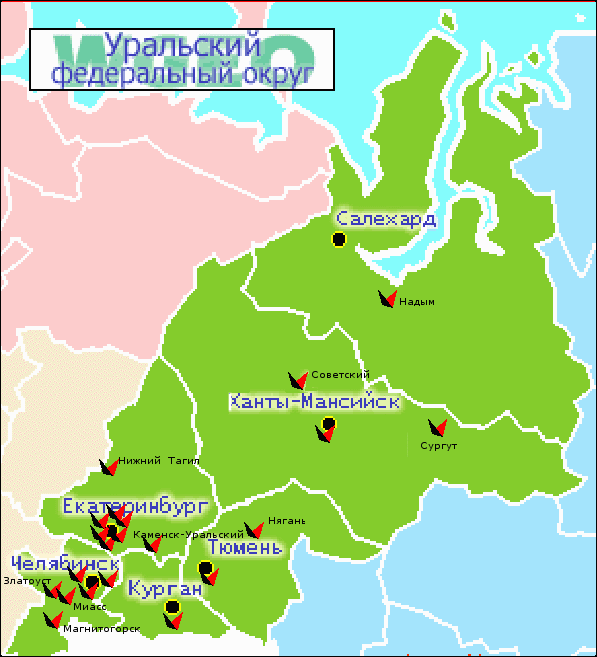 WGEO
Уральский
федеральный округ
Салехард
Надым
Советский
Ханты-Мансийск
Сургут
Нижний Тагил
Екатеринбург
Нягань
Каменск-Уральский
Тюмень
Челябинск
Златоуст
Курган
Миасс
Магнитогорск